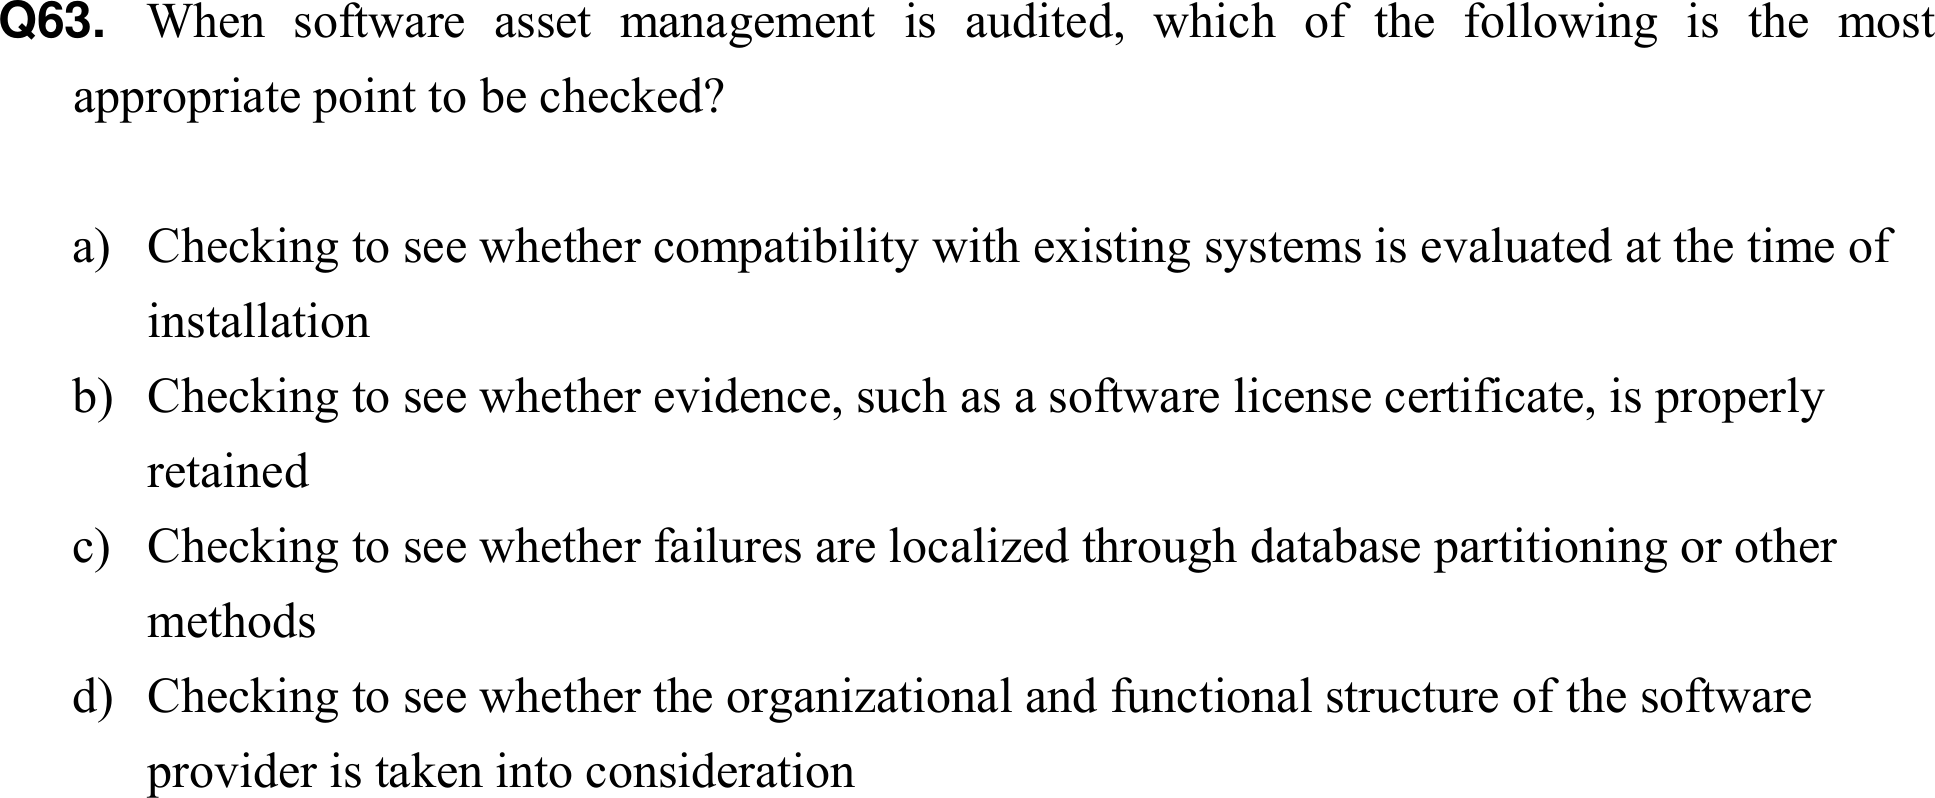 Q63. When software asset management is audited, which of the following is the most
appropriate point to be checked?
a) Checking to see whether compatibility with existing systems is evaluated at the time of
installation
b) Checking to see whether evidence, such as a software license certificate, is properly
retained
c) Checking to see whether failures are localized through database partitioning or other
methods
d) Checking to see whether the organizational and functional structure of the software
provider is taken into consideration